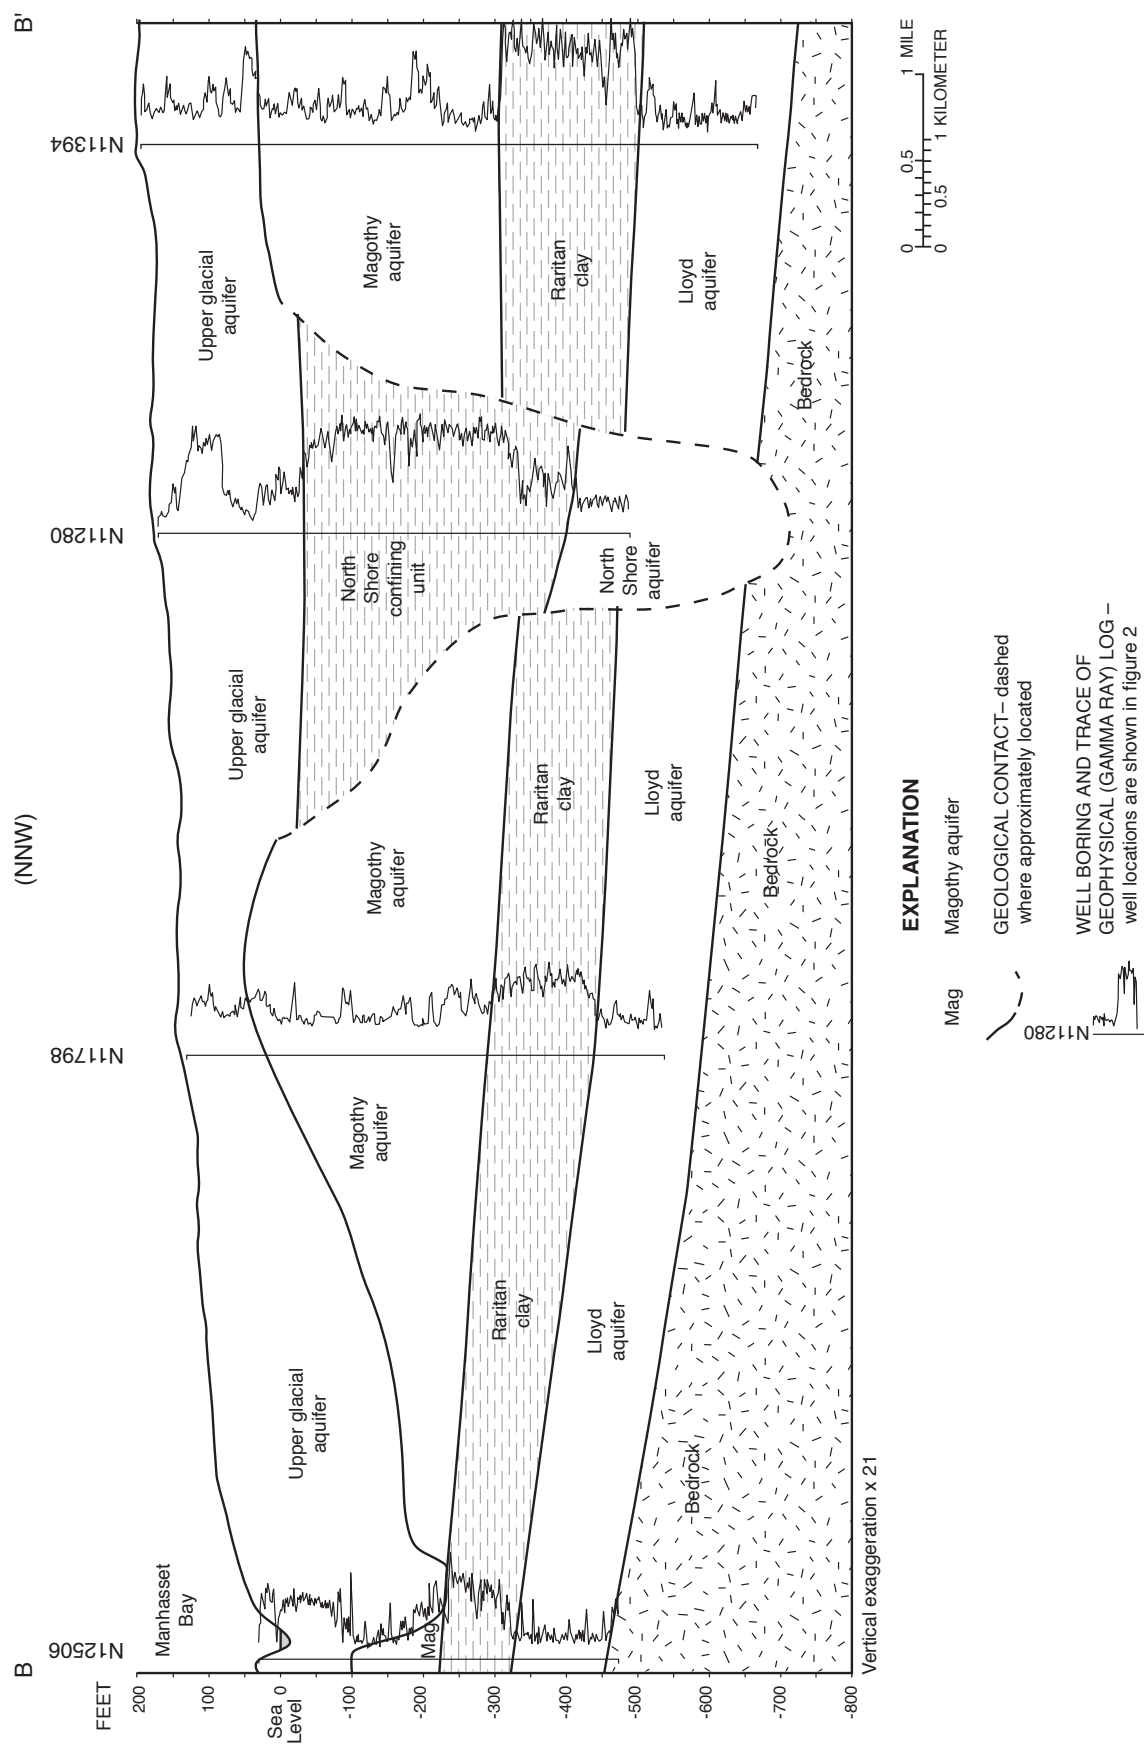 B
(NNW)
B'
N12506
N11798
N11280
N11394
FEET
200
100
Sea 0
Level
-100
-200
-300
-400
-500
-600
-700
-800
Manhasset
Bay
Upper glacial
aquifer
Upper glacial
aquifer
Upper glacial
aquifer
Mag
Magothy
aquifer
Magothy
aquifer
Magothy
aquifer
North
Shore
confining
unit
North
Shore
aquifer
Raritan
clay
Raritan
clay
Raritan
clay
Lloyd
aquifer
Lloyd
aquifer
Lloyd
aquifer
Bedrock
Bedrock
Bedrock
Vertical exaggeration x 21
0 0.5 1 MILE
0 0.5 1 KILOMETER
EXPLANATION
Mag Magothy aquifer
GEOLOGICAL CONTACT– dashed
where approximately located
N11280
WELL BORING AND TRACE OF
GEOPHYSICAL (GAMMA RAY) LOG –
well locations are shown in figure 2